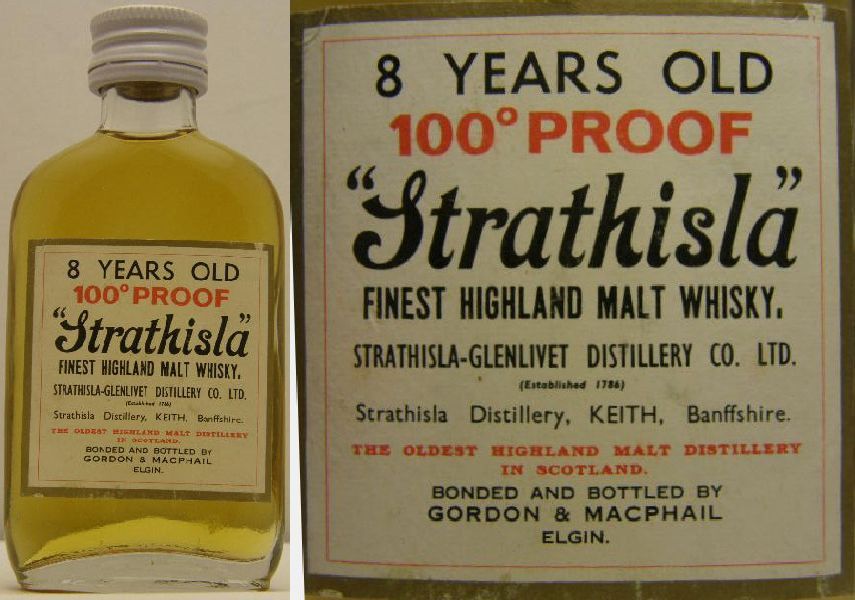 8 YEARS OLD
100° PROOF
"Strathisla"
FINEST HIGHLAND MALT WHISKY.
STRATHISLA-GLENLIVET DISTILLERY CO. LTD.
(Established 1786)
Strathisla Distillery, KEITH, Banffshire.
THE OLDEST HIGHLAND MALT DISTILLERY
IN SCOTLAND.
BONDED AND BOTTLED BY
GORDON & MACPHAIL
ELGIN.
8 YEARS OLD
100° PROOF
"Strathisla"
FINEST HIGHLAND MALT WHISKY.
STRATHISLA-GLENLIVET DISTILLERY CO. LTD.
(Established 1786)
Strathisla Distillery, KEITH, Banffshire.
THE OLDEST HIGHLAND MALT DISTILLERY
IN SCOTLAND.
BONDED AND BOTTLED BY
GORDON & MACPHAIL
ELGIN.